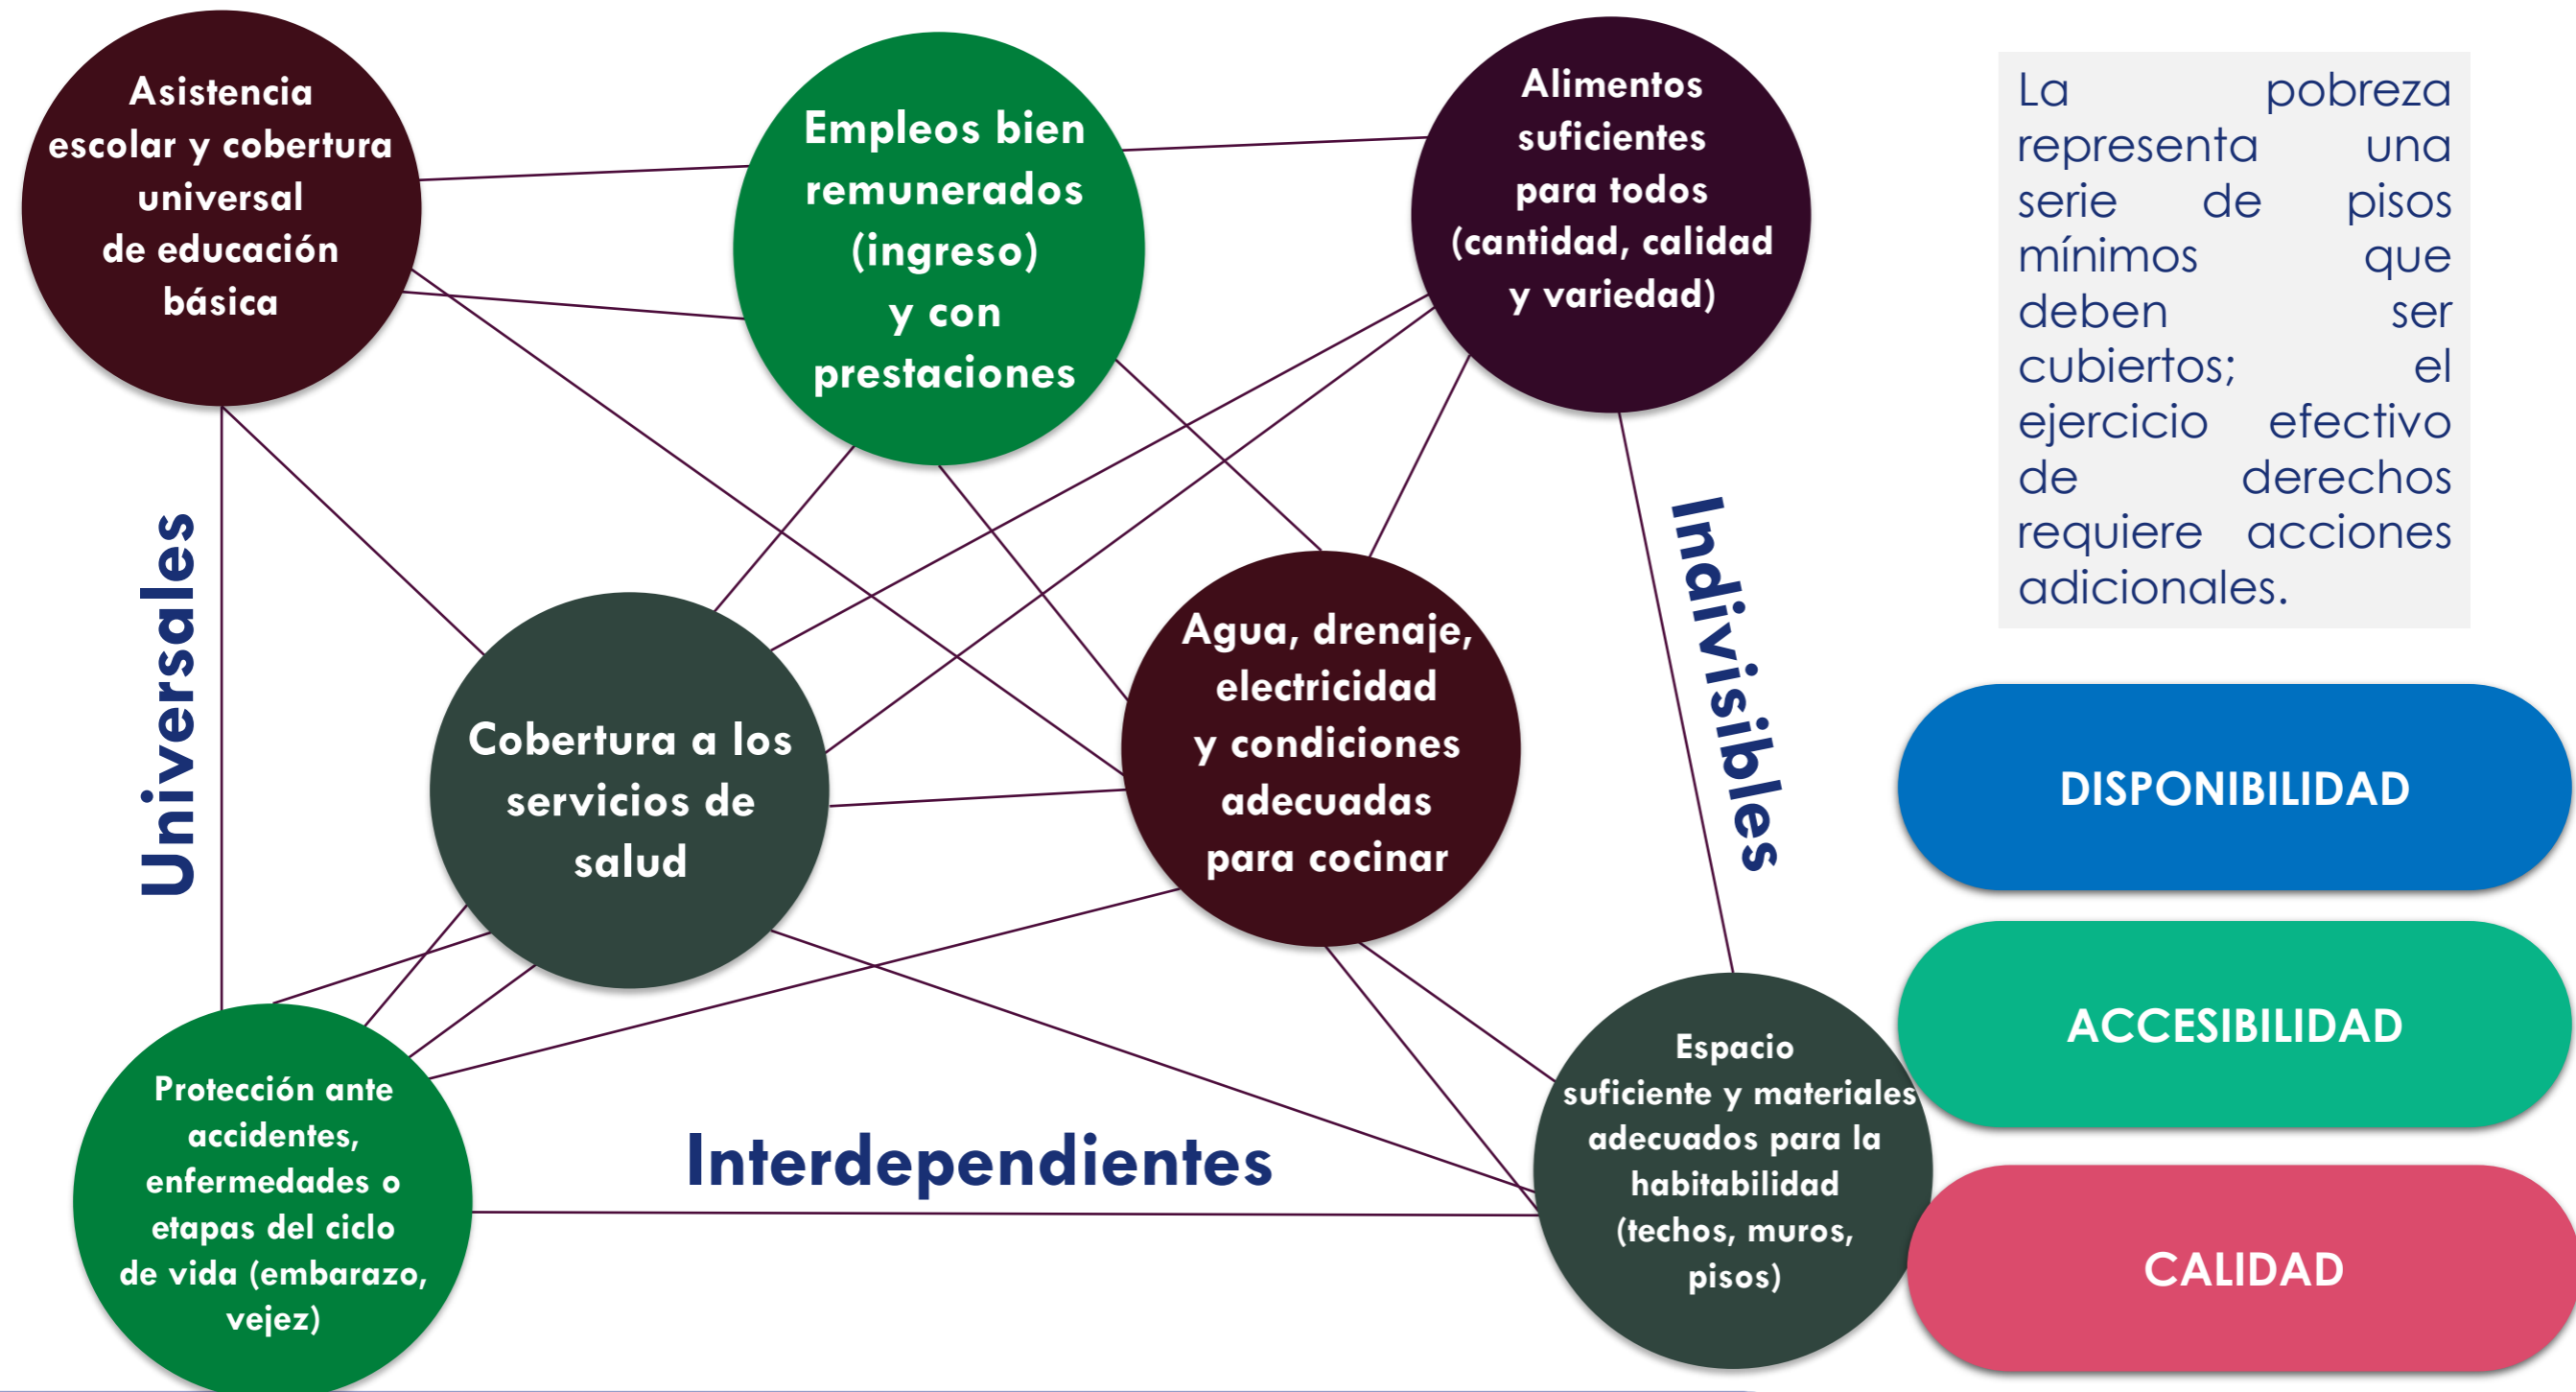 Asistencia
escolar y cobertura
universal
de educación
básica
Empleos bien
remunerados
(ingreso)
y con
prestaciones
Alimentos
suficientes
para todos
(cantidad, calidad
y variedad)
La pobreza
representa una
serie de pisos
mínimos que
deben ser
cubiertos; el
ejercicio efectivo
de derechos
requiere acciones
adicionales.
Universales
Indivisibles
Cobertura a los
servicios de
salud
Agua, drenaje,
electricidad
y condiciones
adecuadas
para cocinar
DISPONIBILIDAD
ACCESIBILIDAD
CALIDAD
Protección ante
accidentes,
enfermedades o
etapas del ciclo
de vida (embarazo,
vejez)
Interdependientes
Espacio
suficiente y materiales
adecuados para la
habitabilidad
(techos, muros,
pisos)